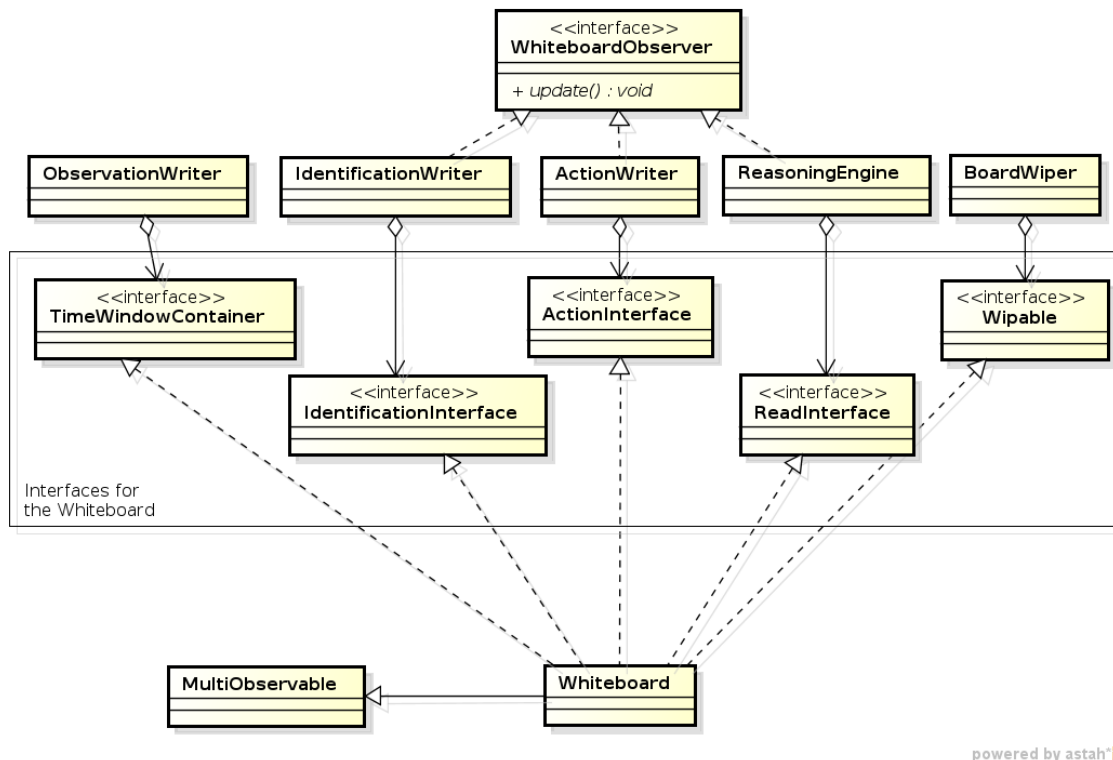 <<interface>>
WhiteboardObserver
+ update() : void
ObservationWriter
IdentificationWriter
ActionWriter
ReasoningEngine
BoardWiper
<<interface>>
TimeWindowContainer
<<interface>>
ActionInterface
<<interface>>
Wipable
<<interface>>
IdentificationInterface
<<interface>>
ReadInterface
Interfaces for
the Whiteboard
MultiObservable
Whiteboard
powered by astah*